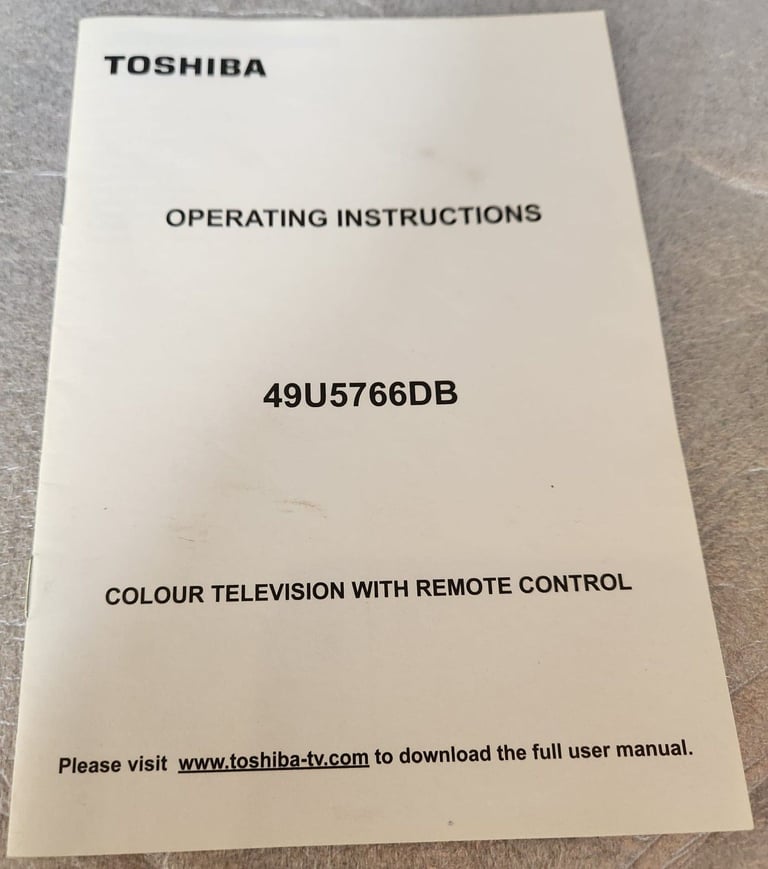 TOSHIBA
OPERATING INSTRUCTIONS
49U5766DB
COLOUR TELEVISION WITH REMOTE CONTROL
Please visit www.toshiba-tv.com to download the full user manual.